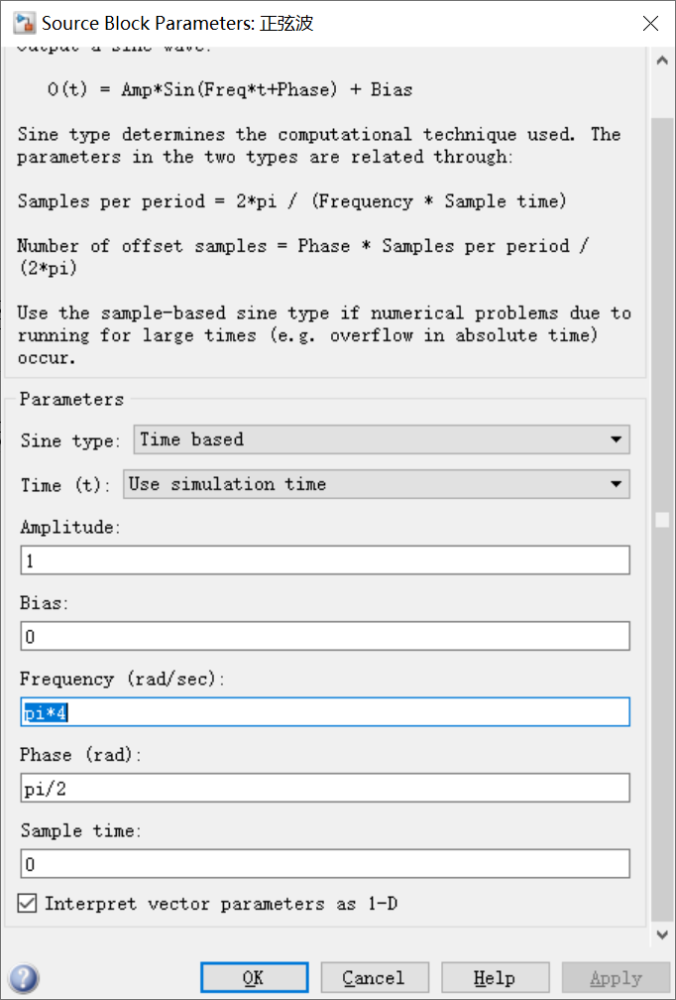 Source Block Parameters: 正弦波
Output a sine wave:
O(t) = Amp*Sin(Freq*t+Phase) + Bias
Sine type determines the computational technique used. The
parameters in the two types are related through:
Samples per period = 2*pi / (Frequency * Sample time)
Number of offset samples = Phase * Samples per period /
(2*pi)
Use the sample-based sine type if numerical problems due to
running for large times (e.g. overflow in absolute time)
occur.
Parameters
Sine type: Time based
Time (t): Use simulation time
Amplitude:
1
Bias:
0
Frequency (rad/sec):
pi*4
Phase (rad):
pi/2
Sample time:
0
Interpret vector parameters as 1-D
? OK Cancel Help Apply